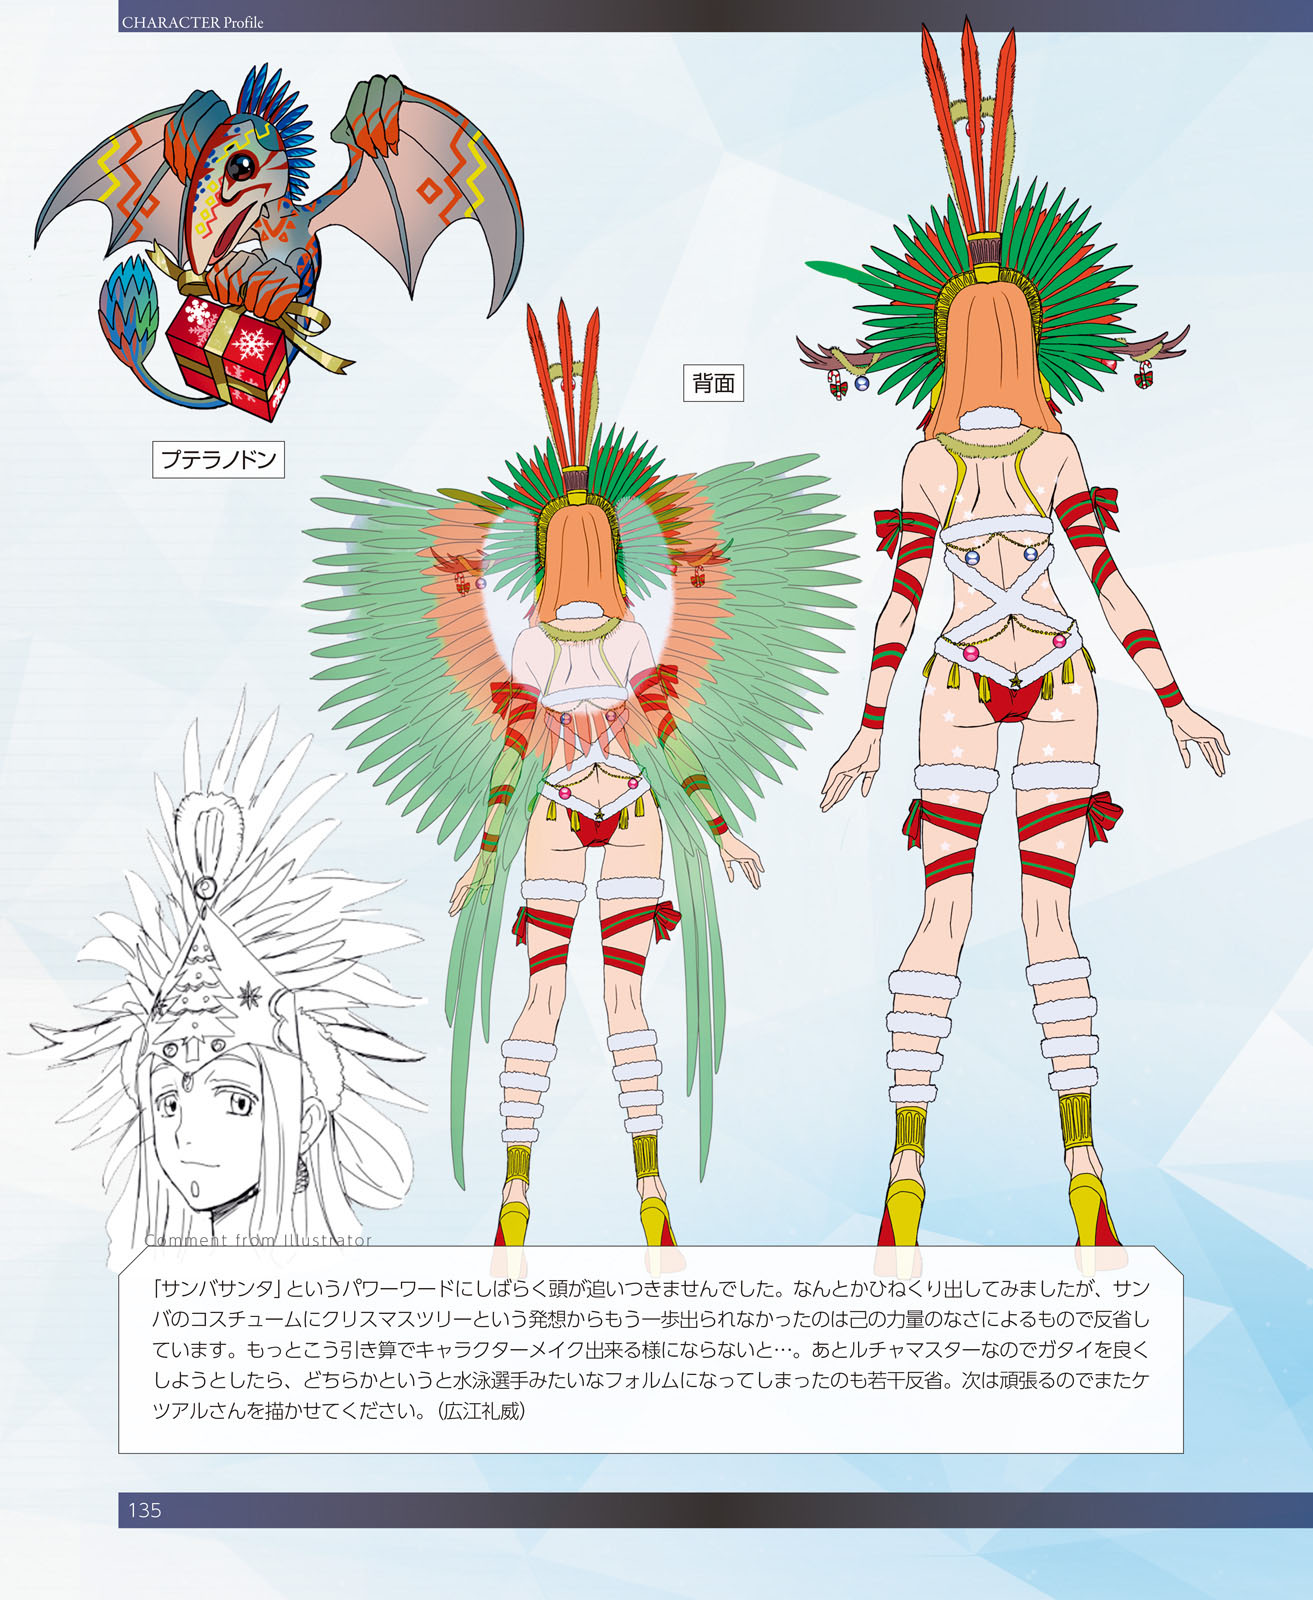 CHARACTER Profile
プテラノドン
背面
Comment from Illustrator
「サンバサンタ」というパワーワードにしばらく頭が追いつきませんでした。なんとかひねくり出してみましたが、サン
バのコスチュームにクリスマスツリーという発想からもう一歩出られなかったのは己の力量のなさによるもので反省し
ています。もっとこう引き算でキャラクターメイク出来る様にならないと…。あとルチャマスターなのでガタイを良く
しようとしたら、どちらかというと水泳選手みたいなフォルムになってしまったのも若干反省。次は頑張るのでまたケ
ツアルさんを描かせてください。（広江礼威）
135